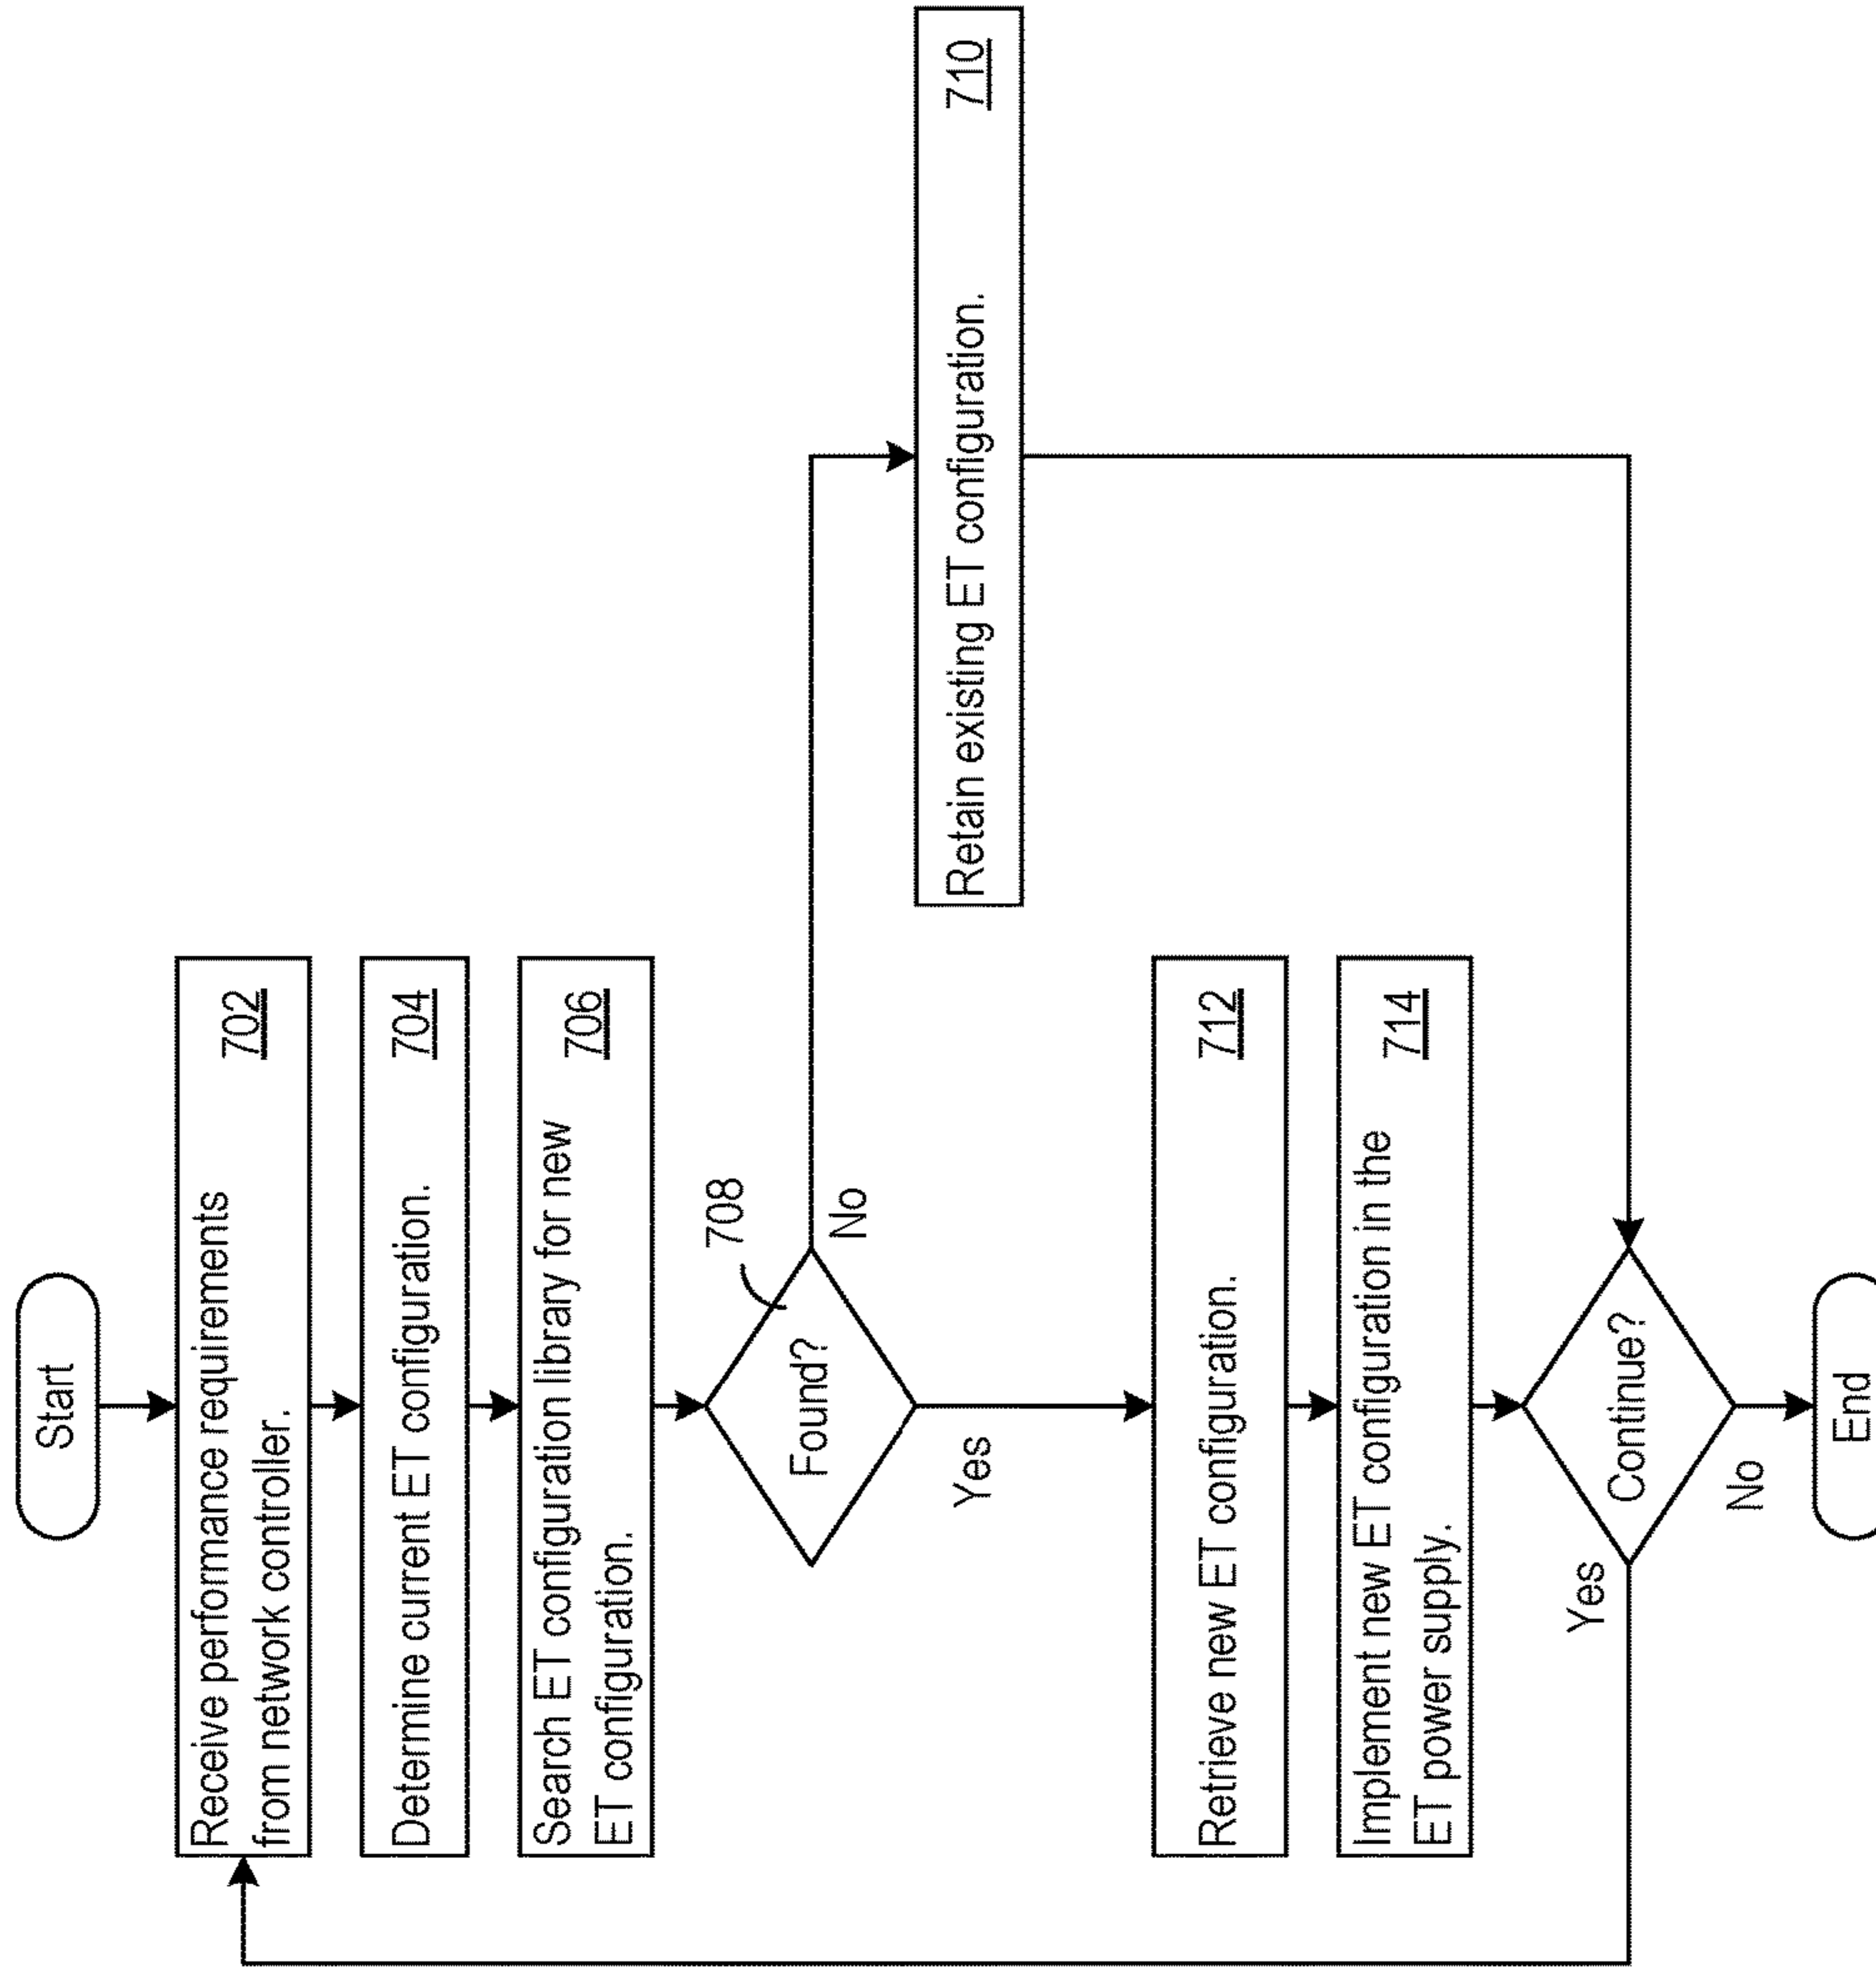 Start
Receive performance requirements
from network controller.
702
Determine current ET configuration.
704
Search ET configuration library for new
ET configuration.
706
708
Found?
No
Yes
Retain existing ET configuration.
710
Retrieve new ET configuration.
712
Implement new ET configuration in the
ET power supply.
714
Continue?
Yes
No
End